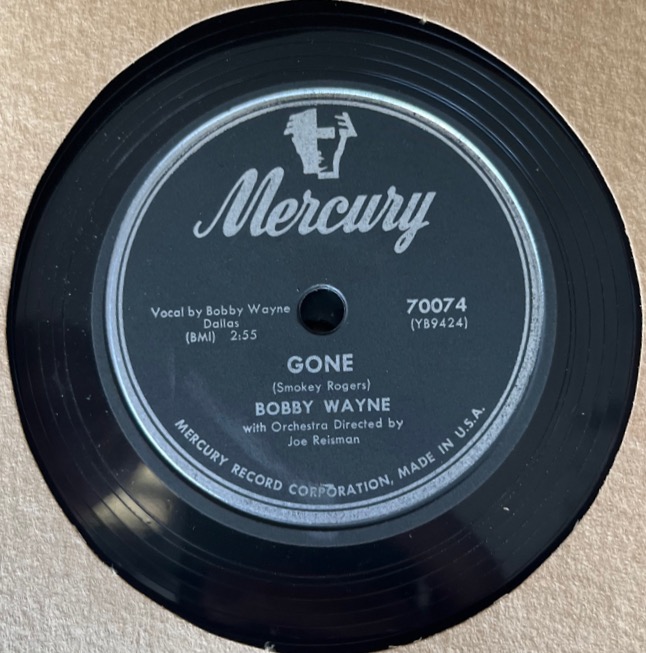 Mercury
Vocal by Bobby Wayne
Dallas
(BMI) 2:55
70074
(YB9424)
GONE
(Smokey Rogers)
BOBBY WAYNE
with Orchestra Directed by
Joe Reisman
MERCURY RECORD CORPORATION, MADE IN U.S.A.